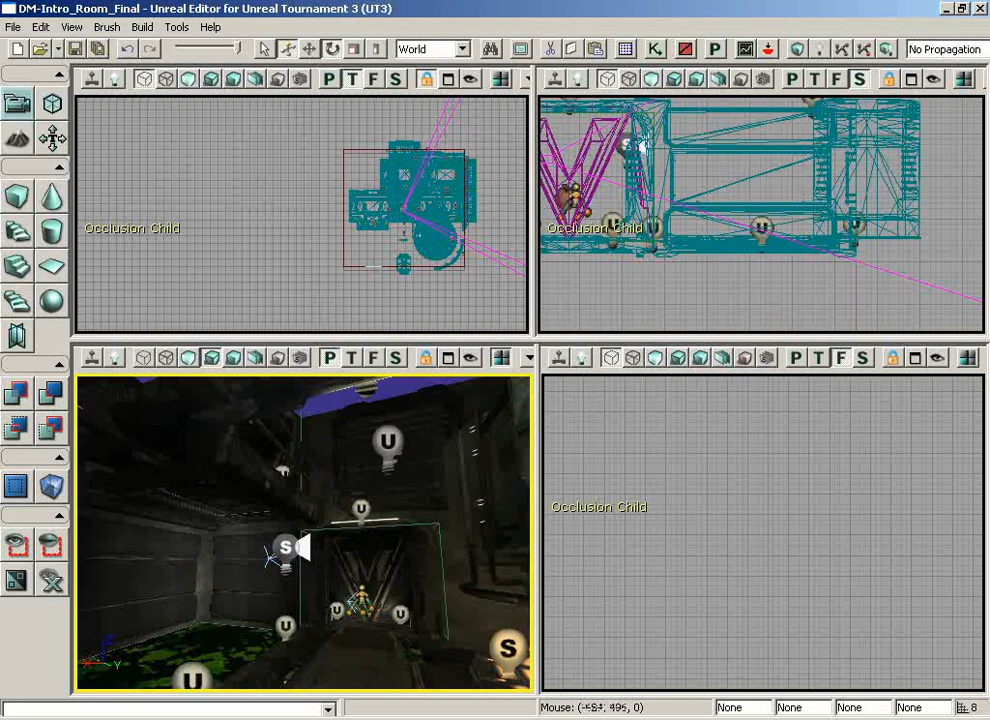 DM-Intro_Room_Final - Unreal Editor for Unreal Tournament 3 (UT3)
File Edit View Brush Build Tools Help
World
K
P
No Propagation
P T F S
P T F S
Occlusion Child
S
U U U U
Occlusion Child
P T F S
P T F S
U
U
S
U U
U
S
U
X Y
Occlusion Child
None
None
None
None
8